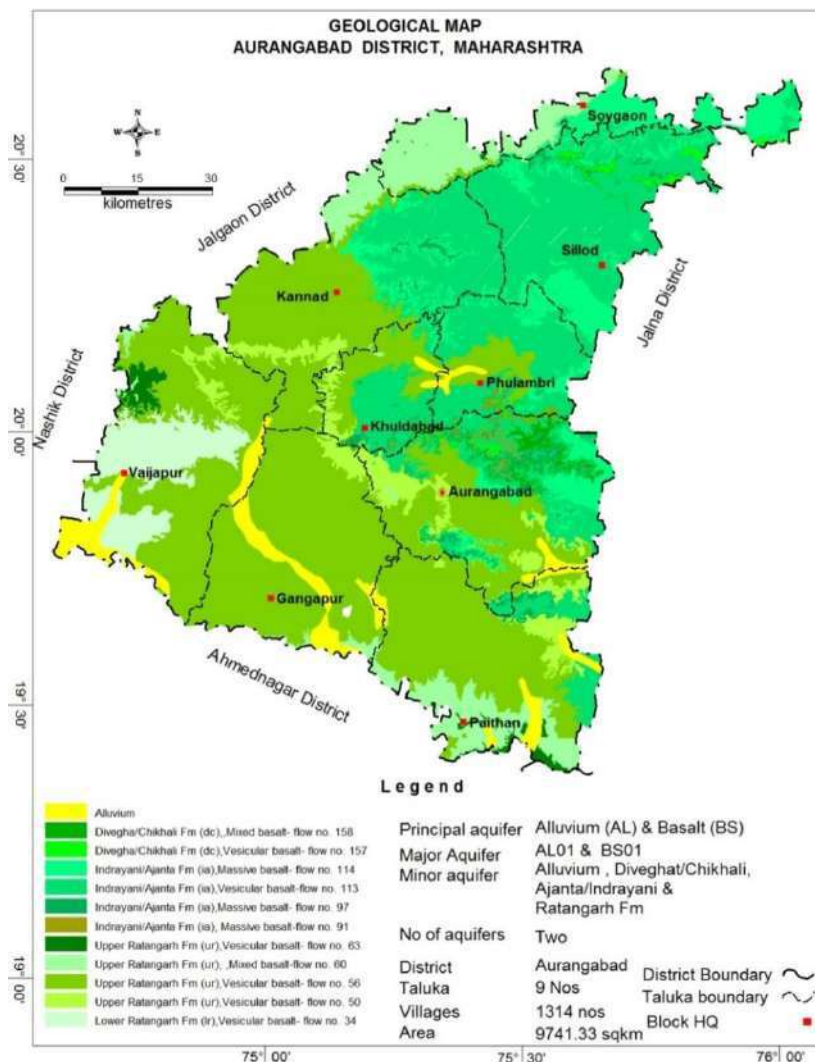 GEOLOGICAL MAP
AURANGABAD DISTRICT, MAHARASHTRA
N
W E
S
0 15 30
kilometres
20° 30'
20° 00'
19° 30'
19° 00'
Soygaon
Jalgaon District
Sillod
Kannad
Jalna District
Nashik District
Phulambri
Khuldabad
Vaijapur
Aurangabad
Gangapur
Ahmednagar District
Paithan
Legend
Alluvium
Divegha/Chikhali Fm (dc),,Mixed basalt- flow no. 158
Divegha/Chikhali Fm (dc),Vesicular basalt- flow no. 157
Indrayani/Ajanta Fm (ia),Massive basalt- flow no. 114
Indrayani/Ajanta Fm (ia),Vesicular basalt- flow no. 113
Indrayani/Ajanta Fm (ia),Massive basalt- flow no. 97
Indrayani/Ajanta Fm (ia), Massive basalt- flow no. 91
Upper Ratangarh Fm (ur),Vesicular basalt- flow no. 63
Upper Ratangarh Fm (ur), ,Mixed basalt- flow no. 60
Upper Ratangarh Fm (ur),Vesicular basalt- flow no. 56
Upper Ratangarh Fm (ur),Vesicular basalt- flow no. 50
Lower Ratangarh Fm (lr),Vesicular basalt- flow no. 34
Principal aquifer Alluvium (AL) & Basalt (BS)
Major Aquifer AL01 & BS01
Minor aquifer Alluvium , Diveghat/Chikhali,
Ajanta/Indrayani &
Ratangarh Fm
No of aquifers Two
District Aurangabad
Taluka 9 Nos
Villages 1314 nos
Area 9741.33 sqkm
District Boundary
Taluka boundary
Block HQ
75° 00' 75° 30' 76° 00'